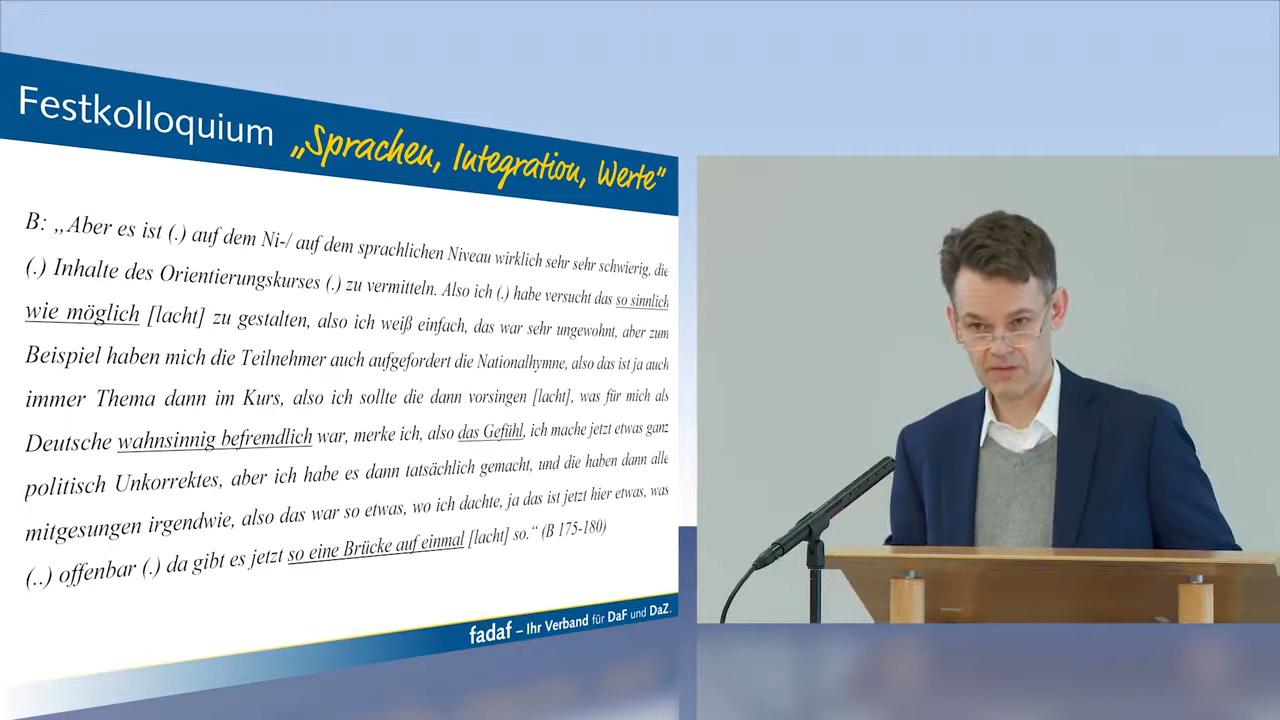 Festkolloquium „Sprachen, Integration, Werte“
B: „Aber es ist (.) auf dem Ni-/ auf dem sprachlichen Niveau wirklich sehr sehr schwierig, die
(.) Inhalte des Orientierungskurses (.) zu vermitteln. Also ich (.) habe versucht das so sinnlich
wie möglich [lacht] zu gestalten, also ich weiß einfach, das war sehr ungewohnt, aber zum
Beispiel haben mich die Teilnehmer auch aufgefordert die Nationalhymne, also das ist ja auch
immer Thema dann im Kurs, also ich sollte die dann vorsingen [lacht], was für mich als
Deutsche wahnsinnig befremdlich war, merke ich, also das Gefühl, ich mache jetzt etwas ganz
politisch Unkorrektes, aber ich habe es dann tatsächlich gemacht, und die haben dann alle
mitgesungen irgendwie, also das war so etwas, wo ich dachte, ja das ist jetzt hier etwas, was
(..) offenbar (.) da gibt es jetzt so eine Brücke auf einmal [lacht] so.“ (B 175-180)
fadaf – Ihr Verband für DaF und DaZ.